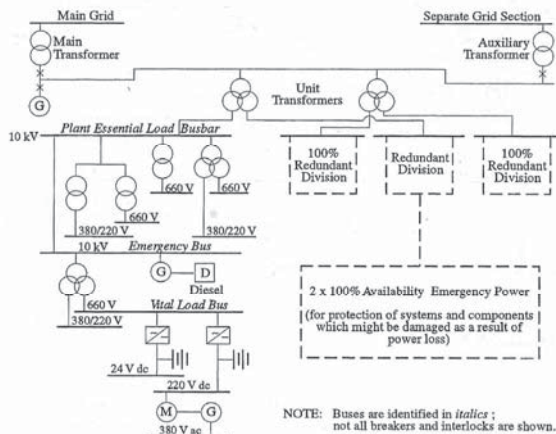 Main Grid
Separate Grid Section
Main
Transformer
Auxiliary
Transformer
G
Unit
Transformers
Plant Essential Load Busbar
10 kV
660 V
660 V
660 V
380/220 V
380/220 V
100%
Redundant
Division
Redundant
Division
100%
Redundant
Division
10 kV
Emergency Bus
G
D
Diesel
660 V
380/220 V
Vital Load Bus
24 V dc
220 V dc
M
G
380 V ac
2 x 100% Availability Emergency Power
(for protection of systems and components
which might be damaged as a result of
power loss)
NOTE: Buses are identified in italics ;
not all breakers and interlocks are shown.